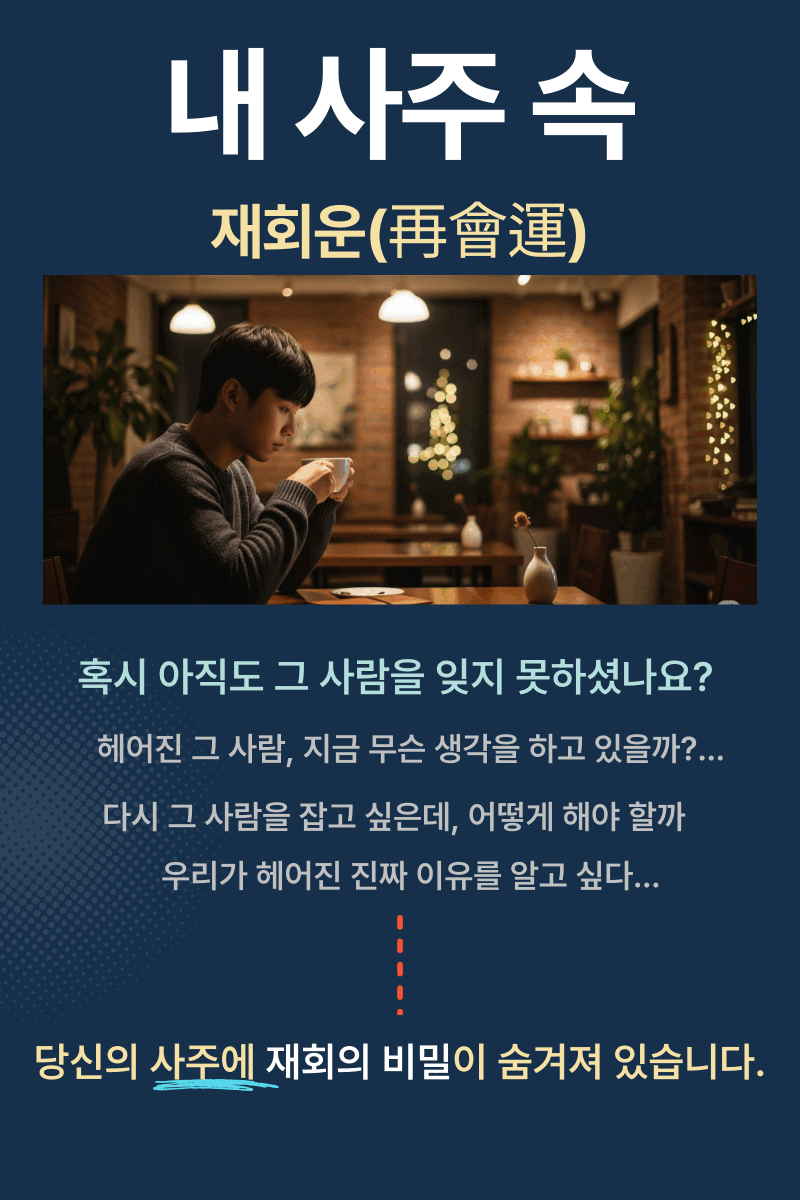 내 사주 속
재회운(再會運)
혹시 아직도 그 사람을 잊지 못하셨나요?
헤어진 그 사람, 지금 무슨 생각을 하고 있을까?...
다시 그 사람을 잡고 싶은데, 어떻게 해야 할까
우리가 헤어진 진짜 이유를 알고 싶다...
당신의 사주에 재회의 비밀이 숨겨져 있습니다.